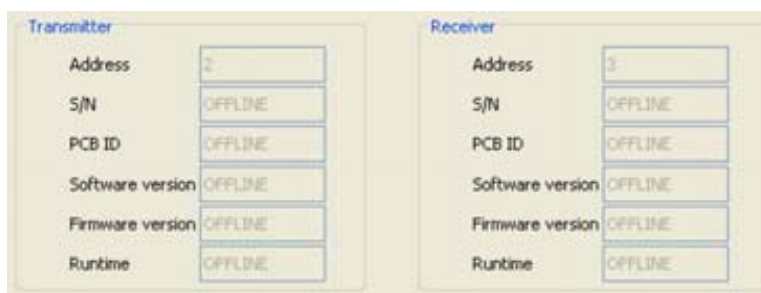 Transmitter
Address 2
S/N OFFLINE
PCB ID OFFLINE
Software version OFFLINE
Firmware version OFFLINE
Runtime OFFLINE
Receiver
Address 3
S/N OFFLINE
PCB ID OFFLINE
Software version OFFLINE
Firmware version OFFLINE
Runtime OFFLINE